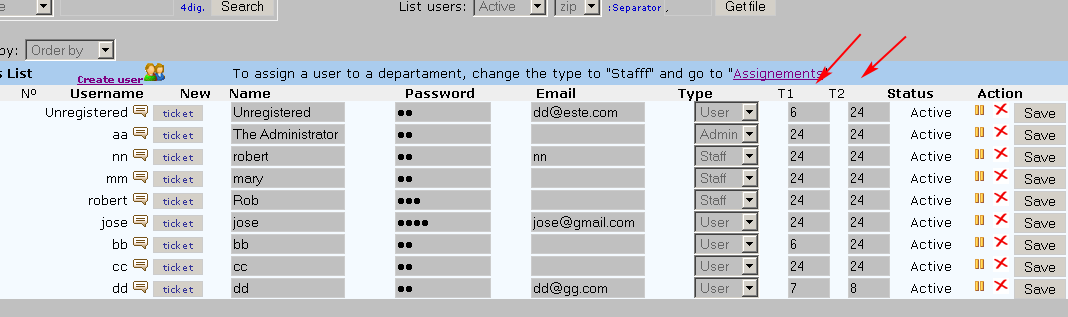 e 4dig. Search List users: Active zip :Separator , Get file
by: Order by
s List Create user To assign a user to a departament, change the type to "Stafff" and go to "Assignements"
Nº Username New Name Password Email Type T1 T2 Status Action
Unregistered ticket Unregistered •• dd@este.com User 6 24 Active Save
aa ticket The Administrator •• Admin 24 24 Active Save
nn ticket robert •• nn Staff 24 24 Active Save
mm ticket mary •• Staff 24 24 Active Save
robert ticket Rob ••• Staff 24 24 Active Save
jose ticket jose •••• jose@gmail.com User 24 24 Active Save
bb ticket bb •• User 6 24 Active Save
cc ticket cc •• User 24 24 Active Save
dd ticket dd •• dd@gg.com User 7 8 Active Save